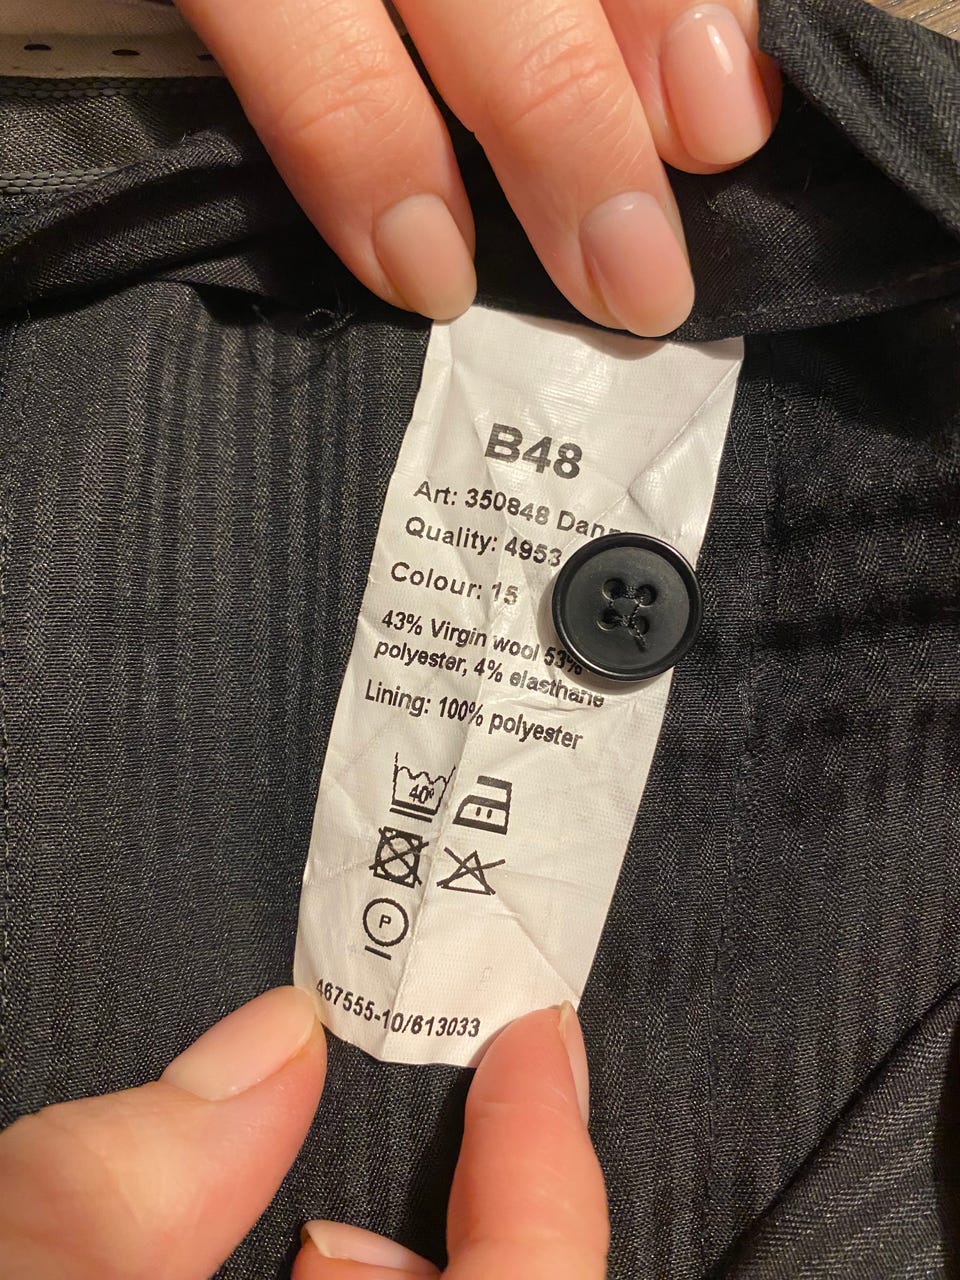 B48
Art: 350848
Quality: 4953
Colour: 15
43% Virgin wool 53%
polyester, 4% elasthane
Lining: 100% polyester
40°
P
467555-10/613033